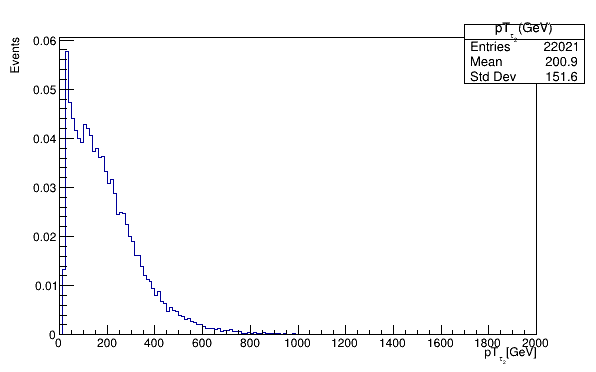 pT_τ₂(GeV)
Entries 22021
Mean 200.9
Std Dev 151.6
Events
0.06
0.05
0.04
0.03
0.02
0.01
0
0 200 400 600 800 1000 1200 1400 1600 1800 2000
pT_τ₂[GeV]